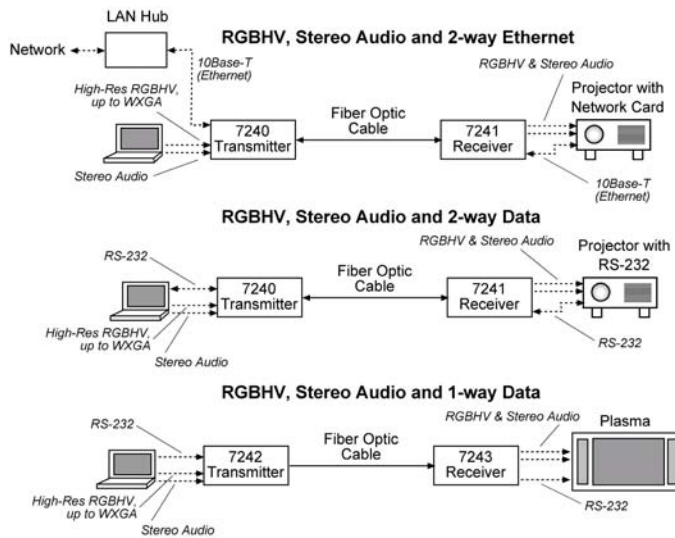 LAN Hub
RGBHV, Stereo Audio and 2-way Ethernet
Network
10Base-T
(Ethernet)
RGBHV & Stereo Audio
Projector with
Network Card
High-Res RGBHV,
up to WXGA
7240
Transmitter
Fiber Optic
Cable
7241
Receiver
Stereo Audio
10Base-T
(Ethernet)
RGBHV, Stereo Audio and 2-way Data
RS-232
RGBHV & Stereo Audio
Projector with
RS-232
7240
Transmitter
Fiber Optic
Cable
7241
Receiver
High-Res RGBHV,
up to WXGA
Stereo Audio
RS-232
RGBHV, Stereo Audio and 1-way Data
RS-232
RGBHV & Stereo Audio
Plasma
7242
Transmitter
Fiber Optic
Cable
7243
Receiver
High-Res RGBHV,
up to WXGA
Stereo Audio
RS-232